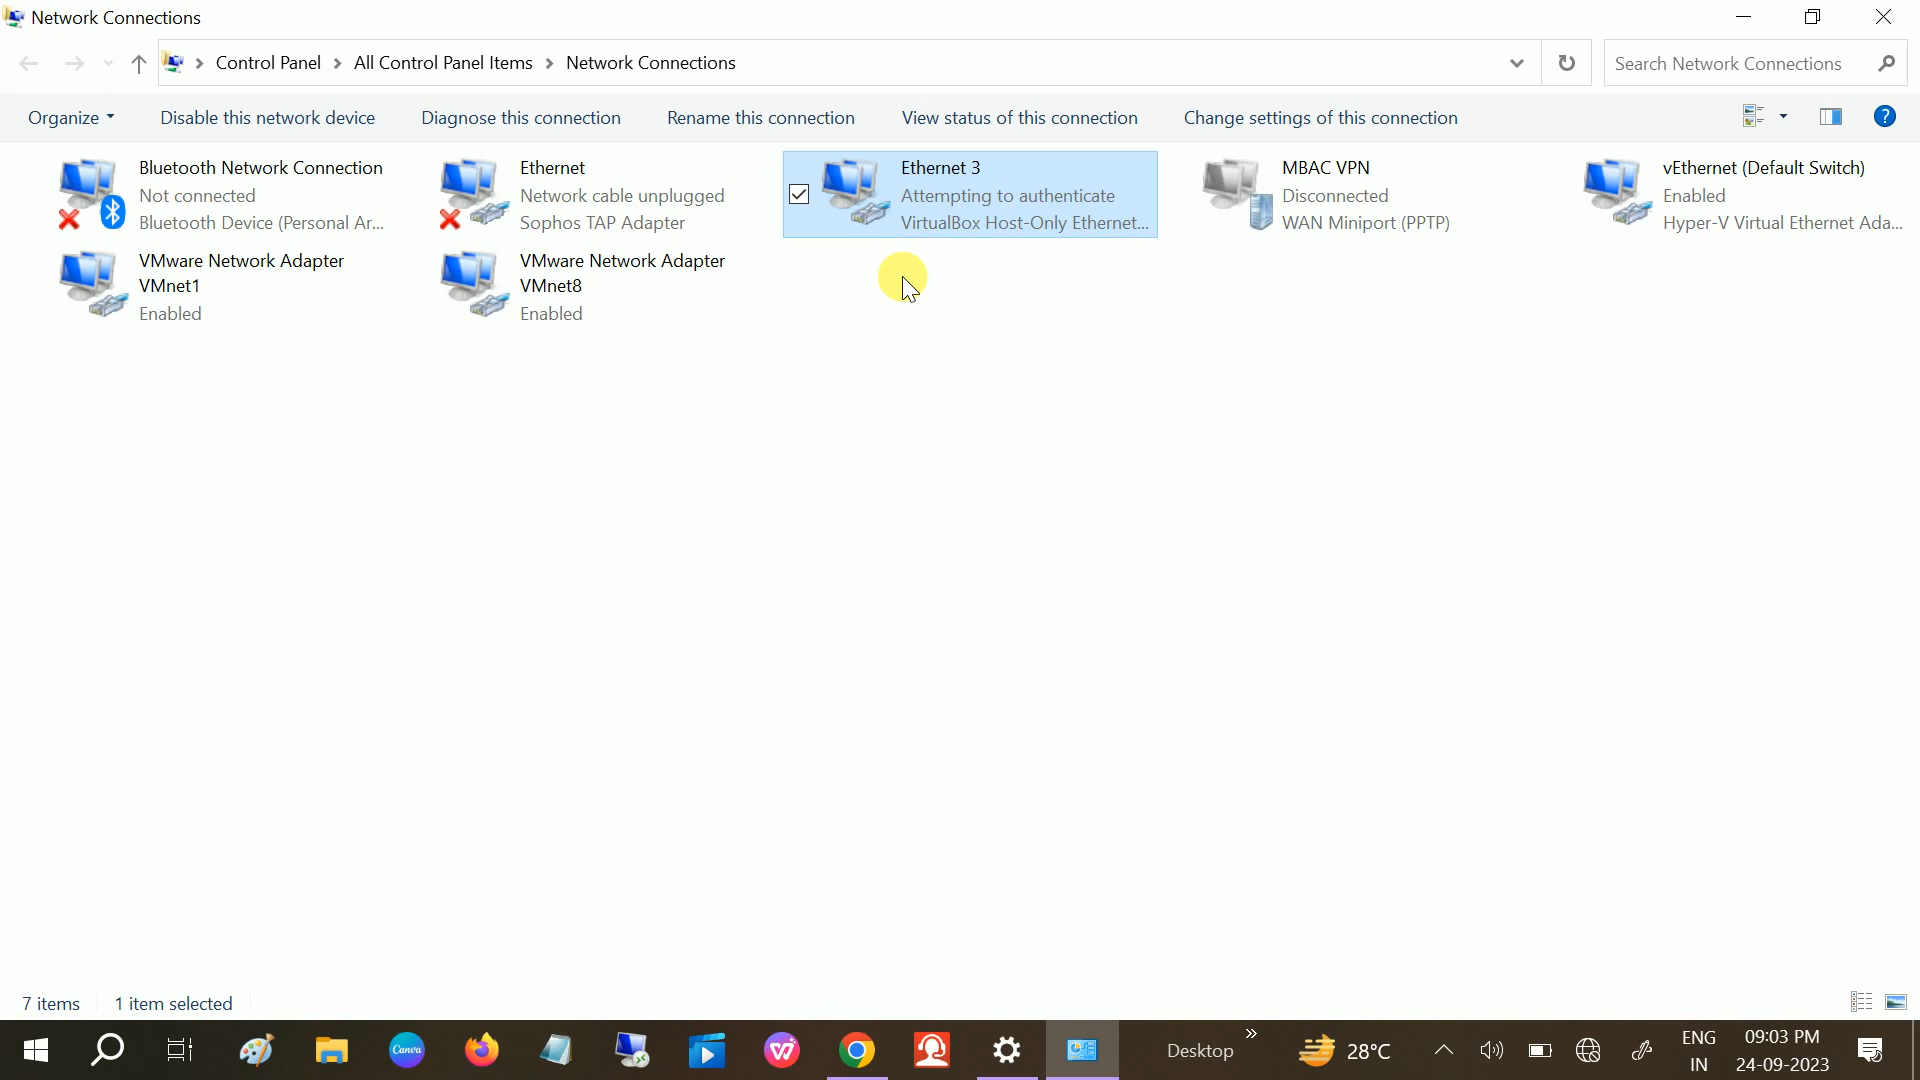 Network Connections
Control Panel > All Control Panel Items > Network Connections
Search Network Connections
Organize
Disable this network device
Diagnose this connection
Rename this connection
View status of this connection
Change settings of this connection
Bluetooth Network Connection
Not connected
Bluetooth Device (Personal Ar...
Ethernet
Network cable unplugged
Sophos TAP Adapter
Ethernet 3
Attempting to authenticate
VirtualBox Host-Only Ethernet...
MBAC VPN
Disconnected
WAN Miniport (PPTP)
vEthernet (Default Switch)
Enabled
Hyper-V Virtual Ethernet Ada...
VMware Network Adapter
VMnet1
Enabled
VMware Network Adapter
VMnet8
Enabled
7 items
1 item selected
Canva
Desktop
28°C
ENG
IN
09:03 PM
24-09-2023